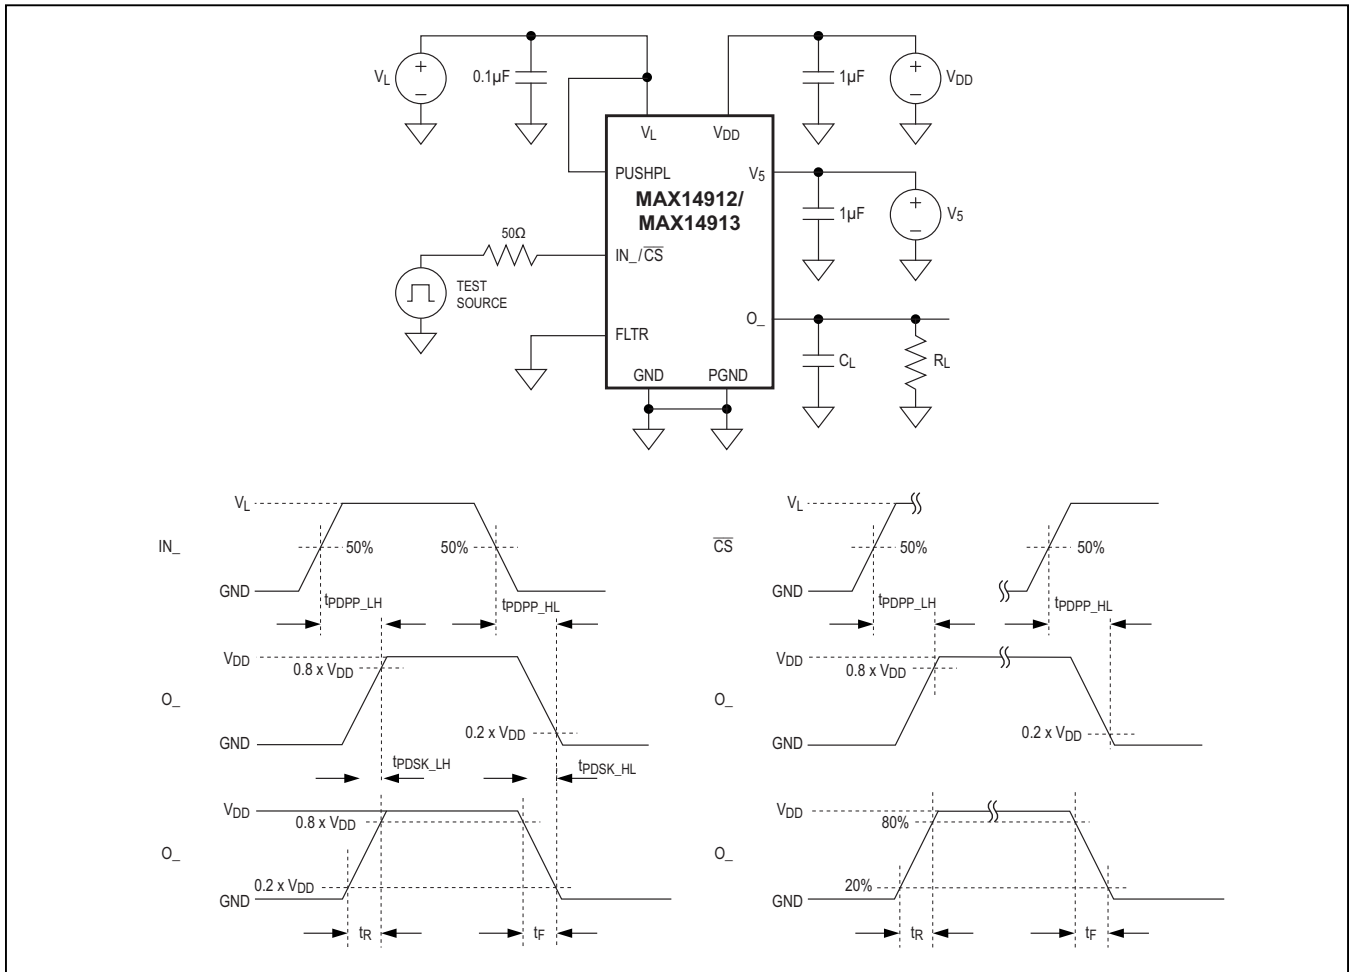 VL
0.1µF
1µF
VDD
VL
VDD
PUSHPL
V5
MAX14912/
MAX14913
1µF
V5
50Ω
IN_/CS
TEST
SOURCE
O_
FLTR
CL
RL
GND
PGND
VL
IN_
50%
50%
GND
tPDPP_LH
tPDPP_HL
VDD
0.8 x VDD
O_
0.2 x VDD
GND
tPDSK_LH
tPDSK_HL
VDD
0.8 x VDD
O_
0.2 x VDD
GND
tR
tF
VL
CS
50%
50%
GND
tPDPP_LH
tPDPP_HL
VDD
0.8 x VDD
O_
0.2 x VDD
GND
VDD
80%
O_
20%
GND
tR
tF